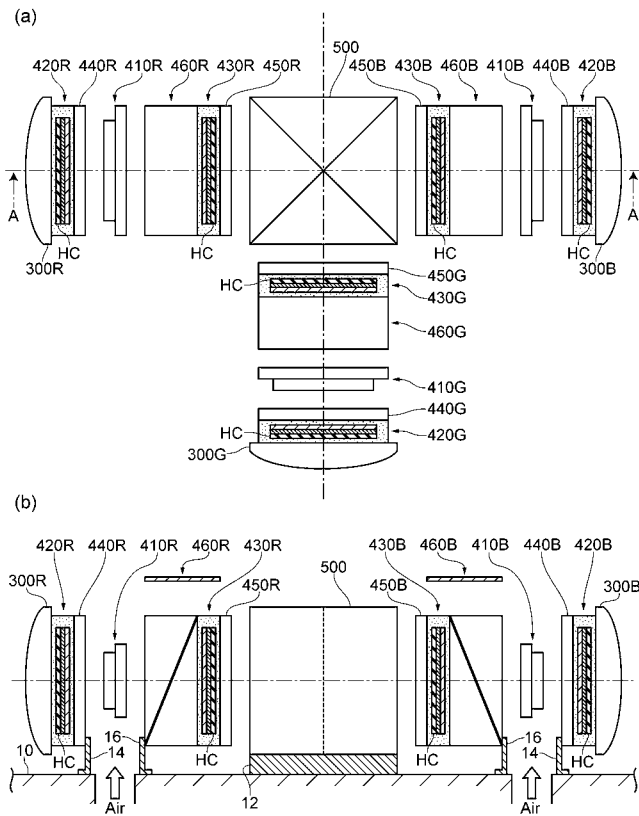 (a)
500
420R 440R 410R 460R 430R 450R
450B 430B 460B 410B 440B 420B
A
A
HC
HC
HC
HC
300R
300B
HC
450G
430G
460G
410G
440G
HC
420G
300G
(b)
460R
430R
430B
460B
420R 440R 410R
450R
500
450B
410B
440B 420B
300R
300B
16
16
10
HC
14
HC
HC
14
HC
Air
12
Air